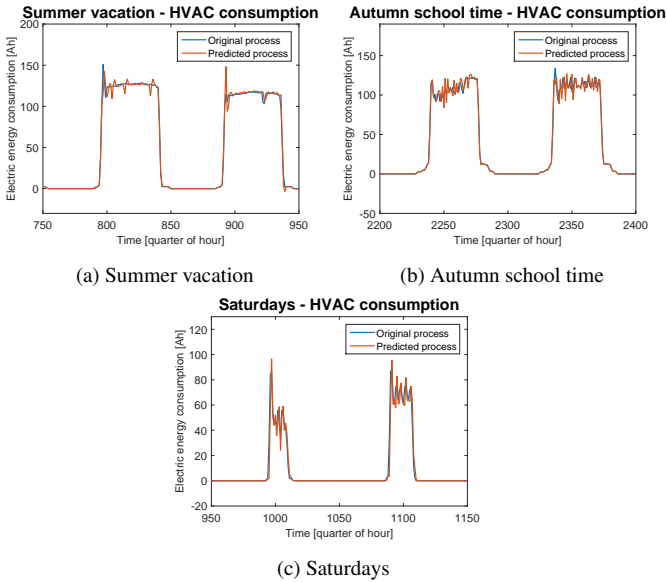 Summer vacation - HVAC consumption
200
150
100
50
0
-50
Electric energy consumption [Ah]
Original process
Predicted process
750 800 850 900 950
Time [quarter of hour]
(a) Summer vacation
Autumn school time - HVAC consumption
150
100
50
0
-50
Electric energy consumption [Ah]
Original process
Predicted process
2200 2250 2300 2350 2400
Time [quarter of hour]
(b) Autumn school time
Saturdays - HVAC consumption
120
100
80
60
40
20
0
-20
Electric energy consumption [Ah]
Original process
Predicted process
950 1000 1050 1100 1150
Time [quarter of hour]
(c) Saturdays